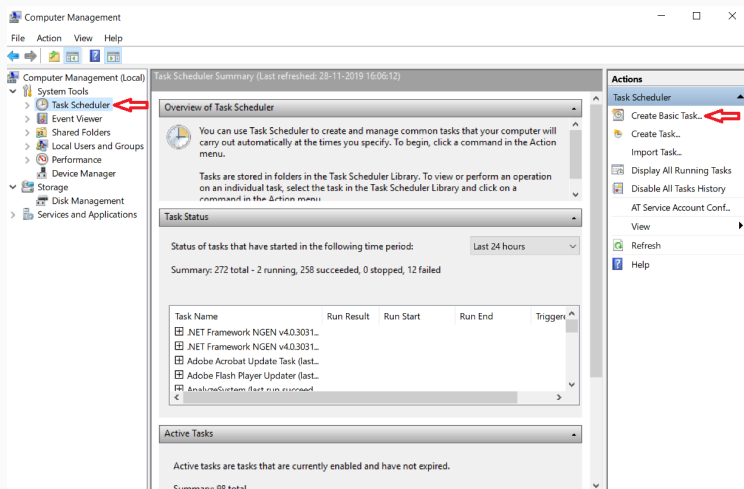 Computer Management
File Action View Help
Computer Management (Local)
System Tools
Task Scheduler
Event Viewer
Shared Folders
Local Users and Groups
Performance
Device Manager
Storage
Disk Management
Services and Applications
Task Scheduler Summary (Last refreshed: 28-11-2019 16:06:12)
Overview of Task Scheduler
You can use Task Scheduler to create and manage common tasks that your computer will
carry out automatically at the times you specify. To begin, click a command in the Action
menu.
Tasks are stored in folders in the Task Scheduler Library. To view or perform an operation
on an individual task, select the task in the Task Scheduler Library and click on a
command in the Action menu
Task Status
Status of tasks that have started in the following time period:
Last 24 hours
Summary: 272 total - 2 running, 258 succeeded, 0 stopped, 12 failed
Task Name Run Result Run Start Run End Triggere
.NET Framework NGEN v4.0.3031...
.NET Framework NGEN v4.0.3031...
Adobe Acrobat Update Task (last...
Adobe Flash Player Updater (last...
AnalyzeSystem (last run succeed
Active Tasks
Active tasks are tasks that are currently enabled and have not expired.
Summary: 98 total
Actions
Task Scheduler
Create Basic Task...
Create Task...
Import Task...
Display All Running Tasks
Disable All Tasks History
AT Service Account Conf...
View
Refresh
Help